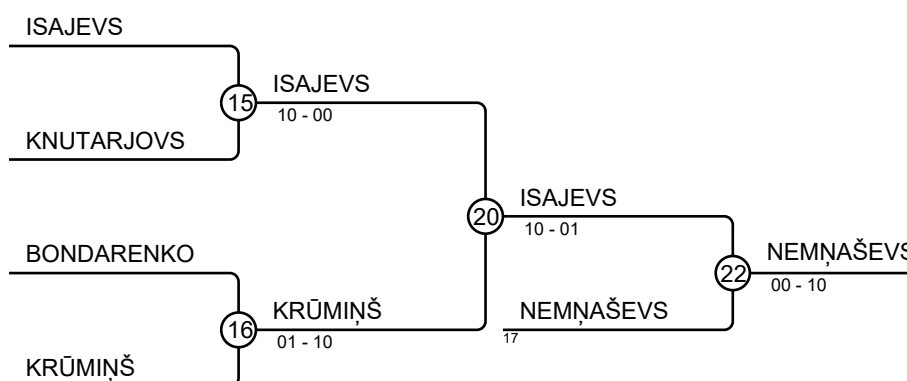 ISAJEVS
15
ISAJEVS
10 - 00
KNUTARJOVS
20
ISAJEVS
10 - 01
BONDARENKO
22
NEMŅAŠEVS
00 - 10
16
KRŪMIŅŠ
01 - 10
NEMŅAŠEVS
17
KRŪMIŅŠ